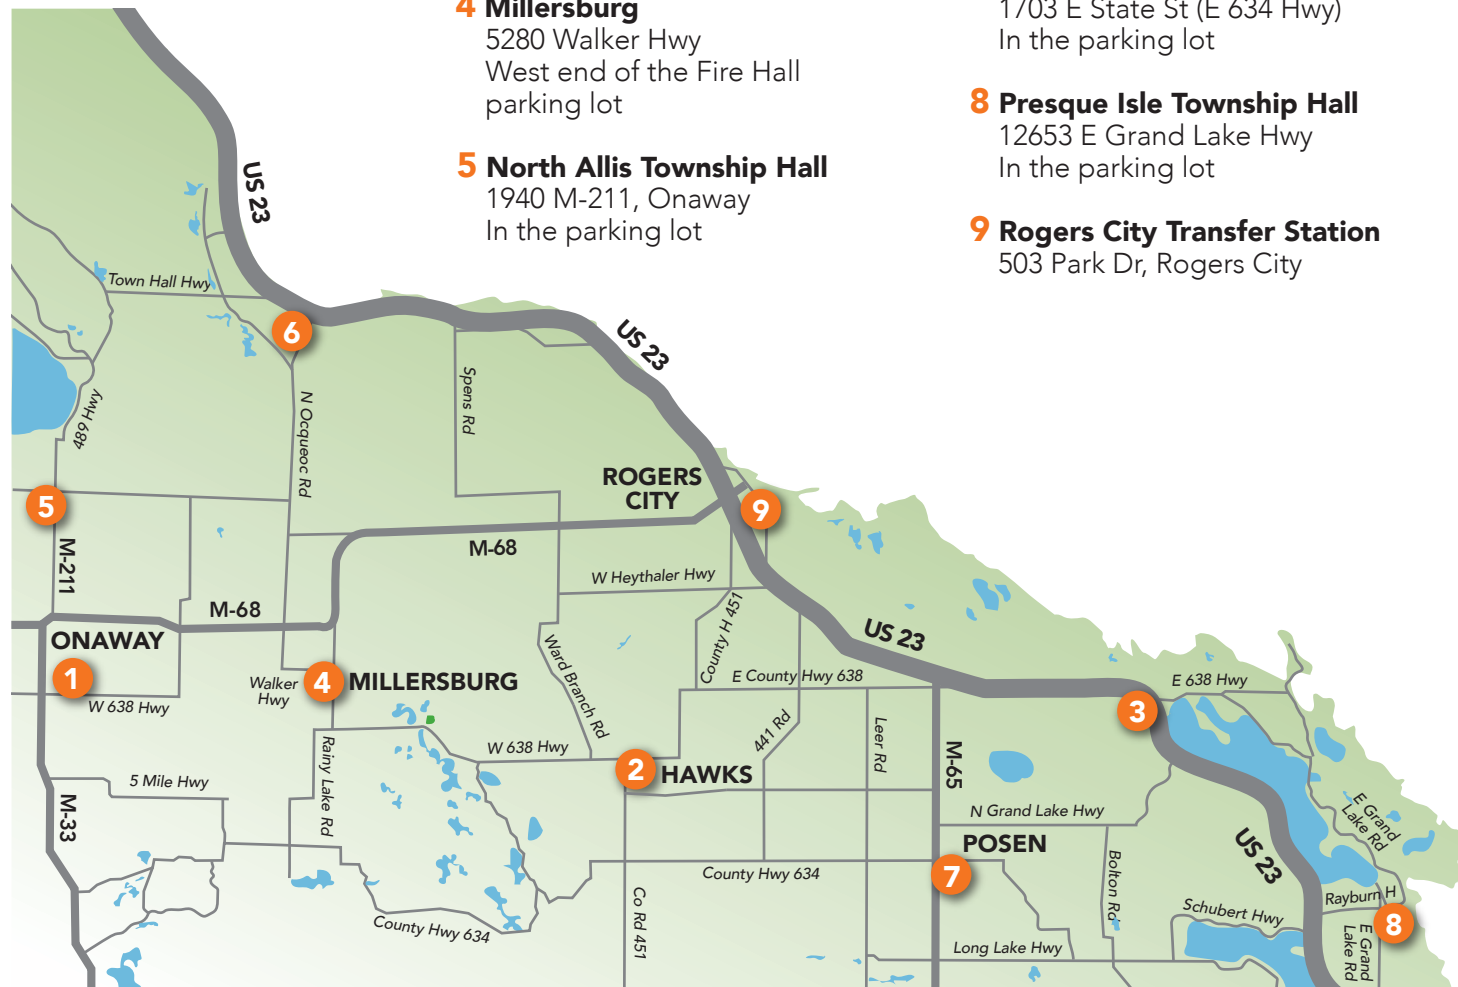 4 Millersburg
5280 Walker Hwy
West end of the Fire Hall
parking lot
5 North Allis Township Hall
1940 M-211, Onaway
In the parking lot
1703 E State St (E 634 Hwy)
In the parking lot
8 Presque Isle Township Hall
12653 E Grand Lake Hwy
In the parking lot
9 Rogers City Transfer Station
503 Park Dr, Rogers City
US 23
Town Hall Hwy
6
US 23
Spens Rd
489 Hwy
N Ocqueoc Rd
ROGERS
CITY
5
9
M-211
M-68
W Heythaler Hwy
M-68
County H 451
US 23
ONAWAY
Ward Branch Rd
1
Walker
Hwy
4
MILLERSBURG
E County Hwy 638
E 638 Hwy
W 638 Hwy
3
441 Rd
Leer Rd
W 638 Hwy
M-65
Rainy Lake Rd
2
HAWKS
5 Mile Hwy
M-33
N Grand Lake Hwy
E Grand
Lake Rd
POSEN
US 23
County Hwy 634
7
Bolton Rd
Co Rd 451
Rayburn H
Schubert Hwy
8
County Hwy 634
Long Lake Hwy
E Grand
Lake Rd